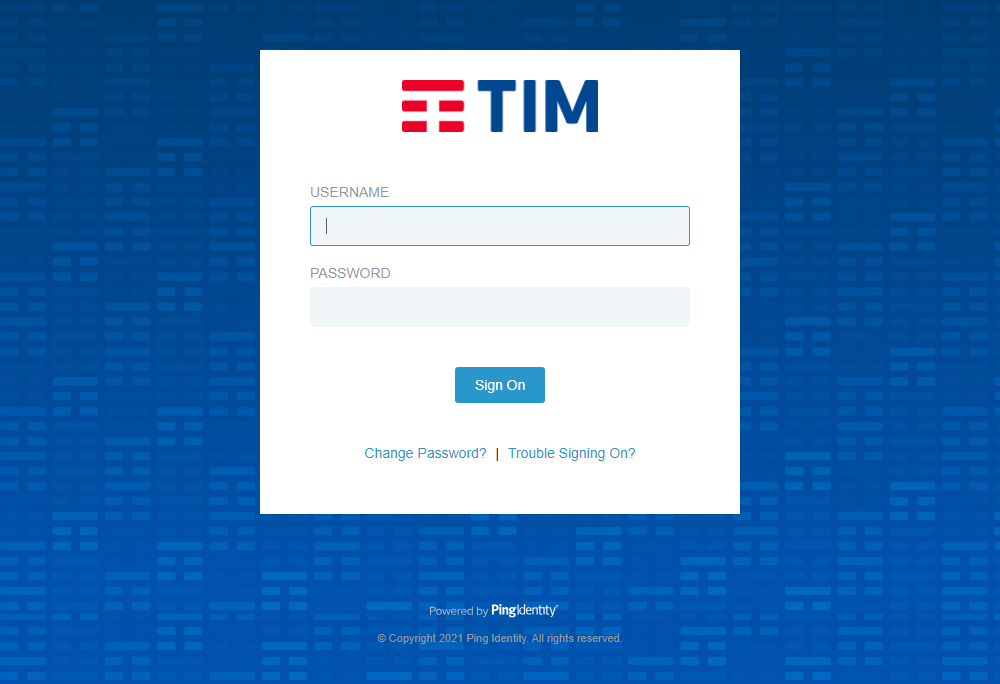 TIM
USERNAME
PASSWORD
Sign On
Change Password? | Trouble Signing On?
Powered by PingIdentity®
© Copyright 2021 Ping Identity. All rights reserved.